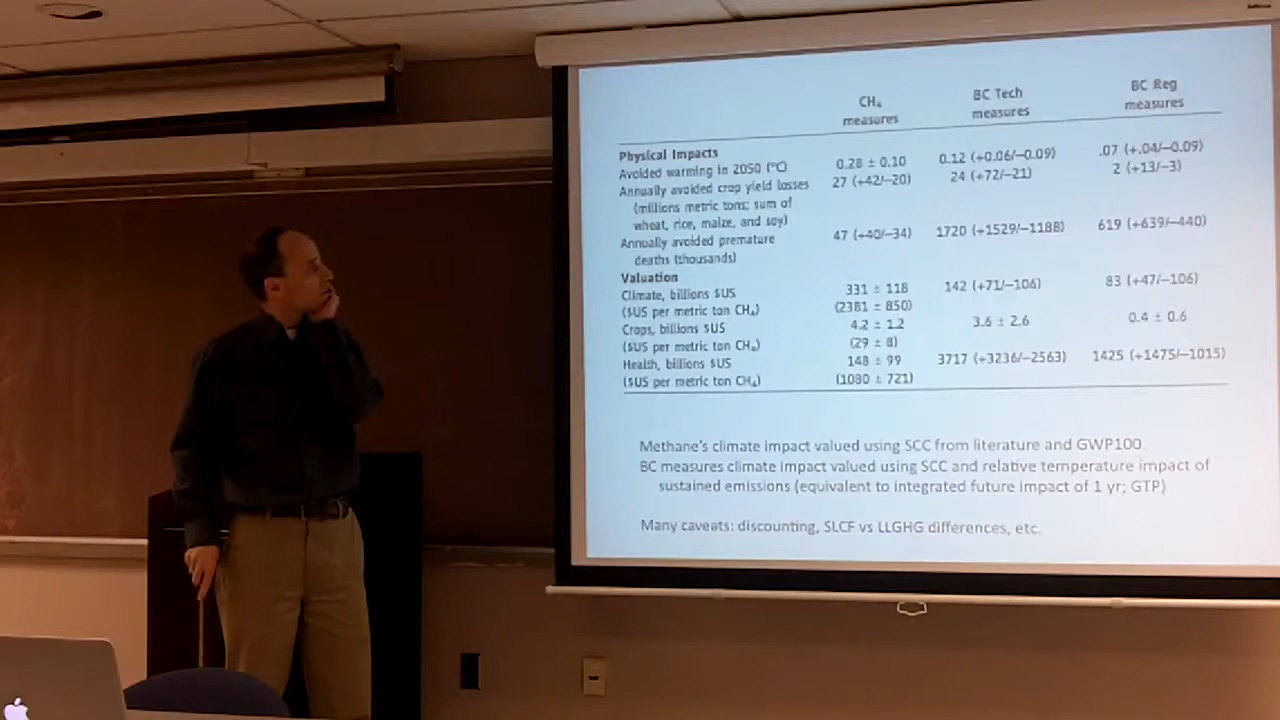 CH₄ measures BC Tech measures BC Reg measures
Physical Impacts
Avoided warming in 2050 (°C) 0.28 ± 0.10 0.12 (+0.06/–0.09) .07 (+.04/–0.09)
Annually avoided crop yield losses 27 (+42/–20) 24 (+72/–21) 2 (+13/–3)
(millions metric tons; sum of
wheat, rice, maize, and soy)
Annually avoided premature 47 (+40/–34) 1720 (+1529/–1188) 619 (+639/–440)
deaths (thousands)
Valuation
Climate, billions $US 331 ± 118 142 (+71/–106) 83 (+47/–106)
($US per metric ton CH₄) (2381 ± 850)
Crops, billions $US 4.2 ± 1.2 3.6 ± 2.6 0.4 ± 0.6
($US per metric ton CH₄) (29 ± 8)
Health, billions $US 148 ± 99 3717 (+3236/–2563) 1425 (+1475/–1015)
($US per metric ton CH₄) (1080 ± 721)
Methane's climate impact valued using SCC from literature and GWP100.
BC measures climate impact valued using SCC and relative temperature impact of
sustained emissions (equivalent to integrated future impact of 1 yr; GTP)
Many caveats: discounting, SLCF vs LLGHG differences, etc.